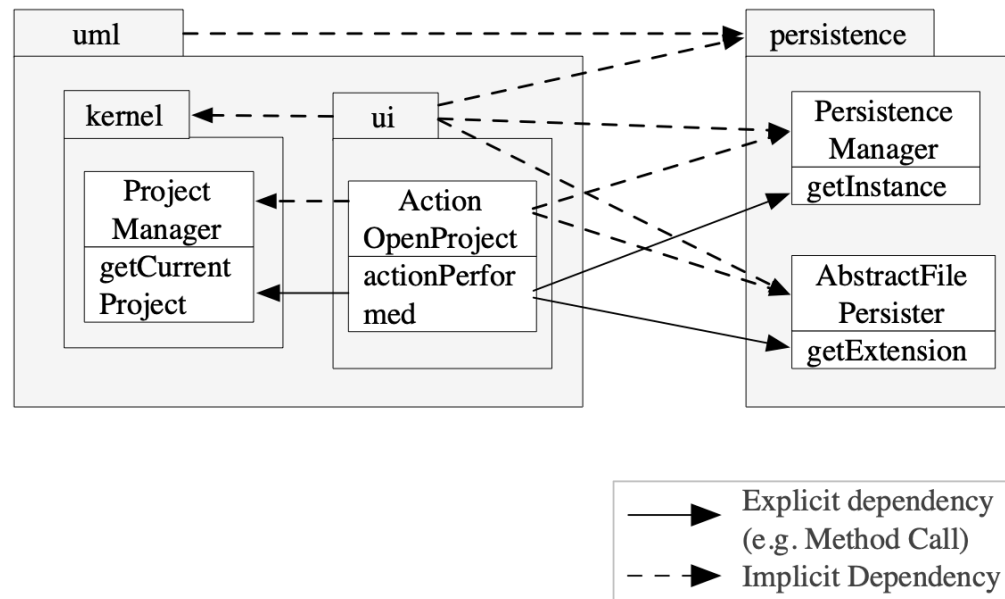 uml
persistence
kernel
ui
Persistence
Manager
getInstance
Project
Manager
getCurrent
Project
Action
OpenProject
actionPerfor
med
AbstractFile
Persister
getExtension
Explicit dependency
(e.g. Method Call)
Implicit Dependency